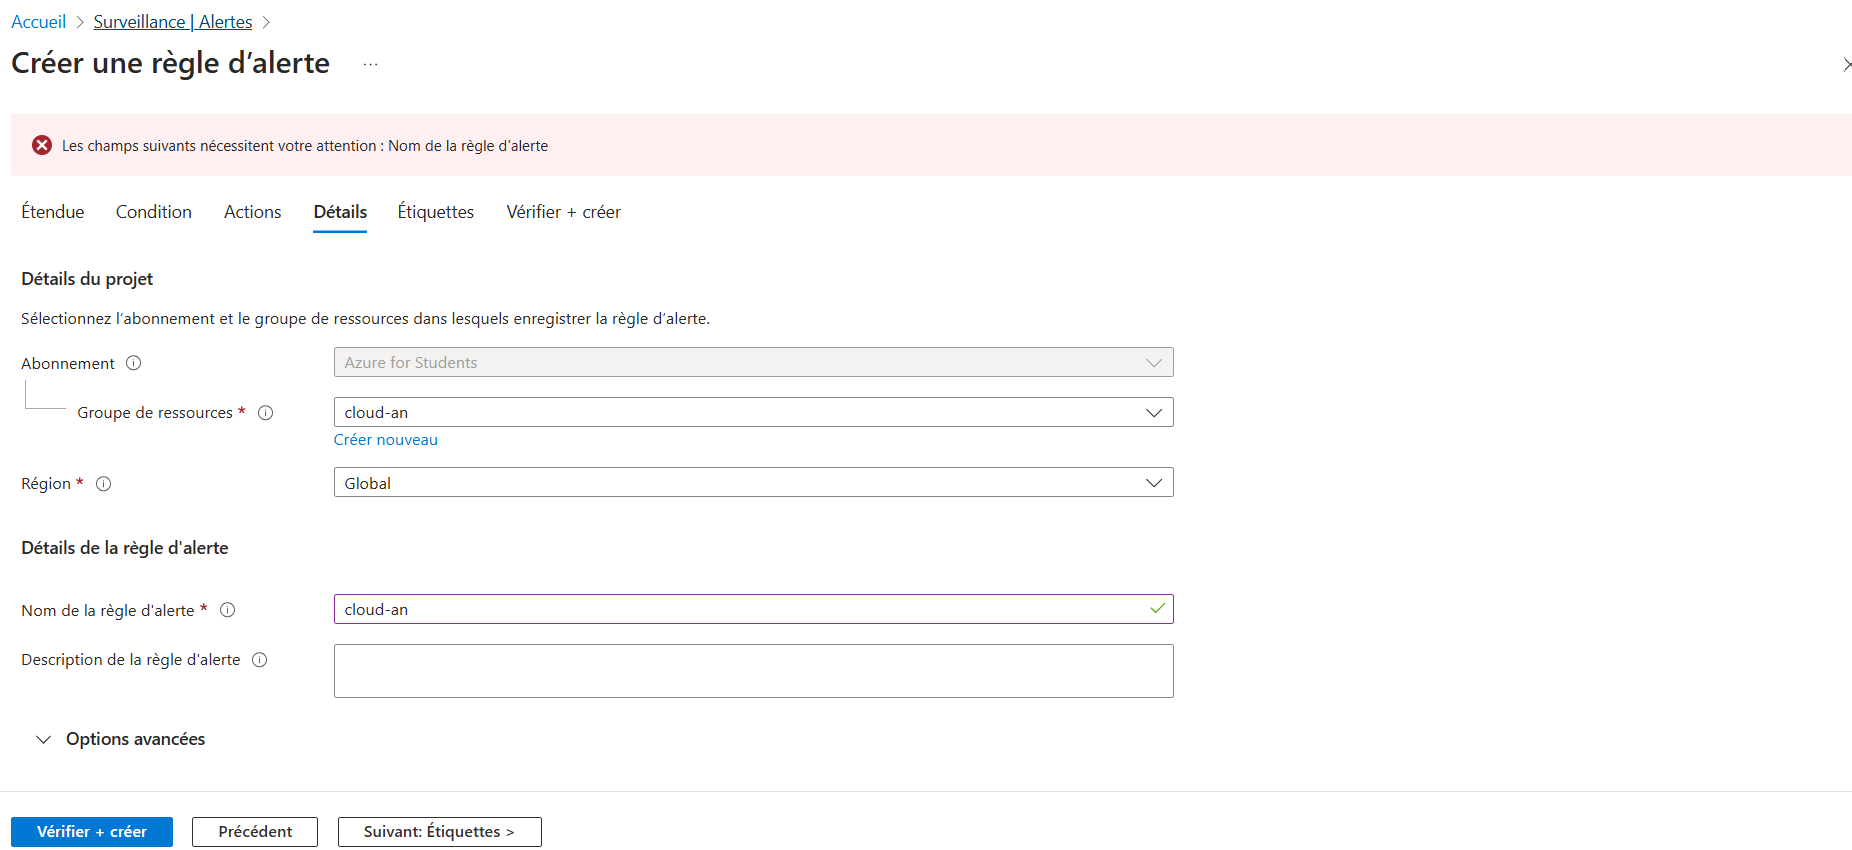 Accueil > Surveillance | Alertes >
Créer une règle d’alerte ...
Les champs suivants nécessitent votre attention : Nom de la règle d'alerte
Étendue Condition Actions Détails Étiquettes Vérifier + créer
Détails du projet
Sélectionnez l’abonnement et le groupe de ressources dans lesquels enregistrer la règle d’alerte.
Abonnement Azure for Students
Groupe de ressources * cloud-an
Créer nouveau
Région * Global
Détails de la règle d'alerte
Nom de la règle d'alerte * cloud-an
Description de la règle d'alerte
Options avancées
Vérifier + créer Précédent Suivant: Étiquettes >